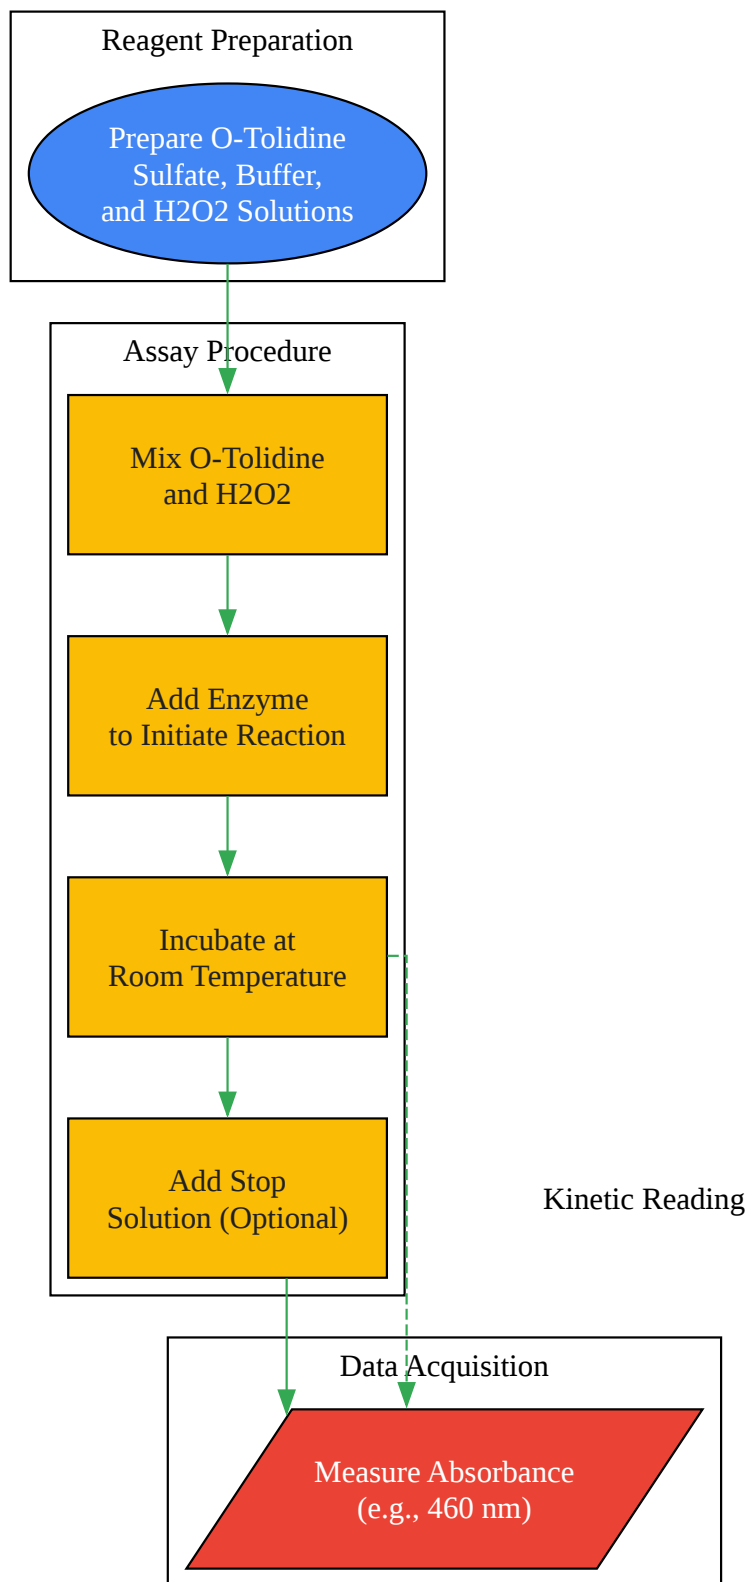 Reagent Preparation
Prepare O-Tolidine
Sulfate, Buffer,
and H2O2 Solutions
Assay Procedure
Mix O-Tolidine
and H2O2
Add Enzyme
to Initiate Reaction
Incubate at
Room Temperature
Add Stop
Solution (Optional)
Kinetic Reading
Data Acquisition
Measure Absorbance
(e.g., 460 nm)